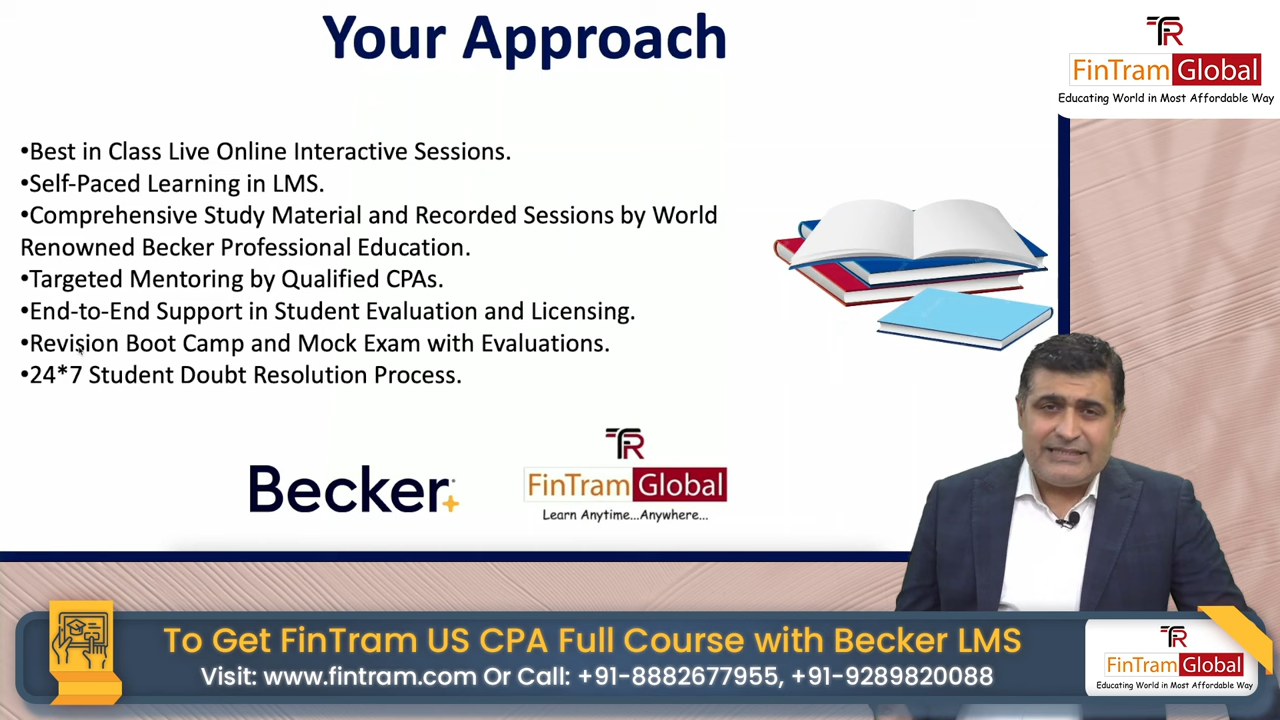 Your Approach
TR
FinTram Global
Educating World in Most Affordable Way
•Best in Class Live Online Interactive Sessions.
•Self-Paced Learning in LMS.
•Comprehensive Study Material and Recorded Sessions by World
Renowned Becker Professional Education.
•Targeted Mentoring by Qualified CPAs.
•End-to-End Support in Student Evaluation and Licensing.
•Revision Boot Camp and Mock Exam with Evaluations.
•24*7 Student Doubt Resolution Process.
Becker
TR
FinTram Global
Learn Anytime...Anywhere...
To Get FinTram US CPA Full Course with Becker LMS
Visit: www.fintram.com Or Call: +91-8882677955, +91-9289820088
TR
FinTram Global
Educating World in Most Affordable Way